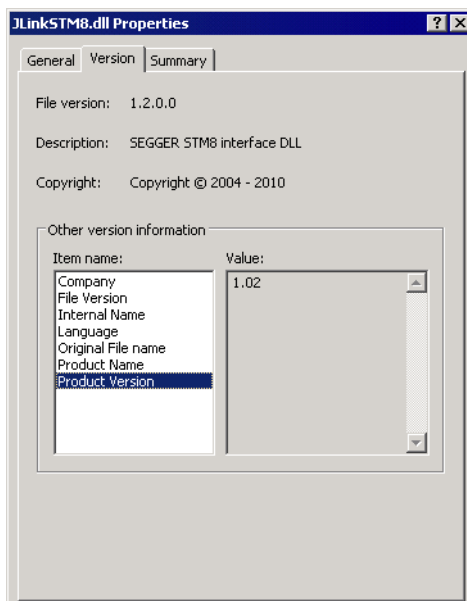 JLinkSTM8.dll Properties
General Version Summary
File version: 1.2.0.0
Description: SEGGER STM8 interface DLL
Copyright: Copyright © 2004 - 2010
Other version information
Item name: Value:
Company 1.02
File Version
Internal Name
Language
Original File name
Product Name
Product Version